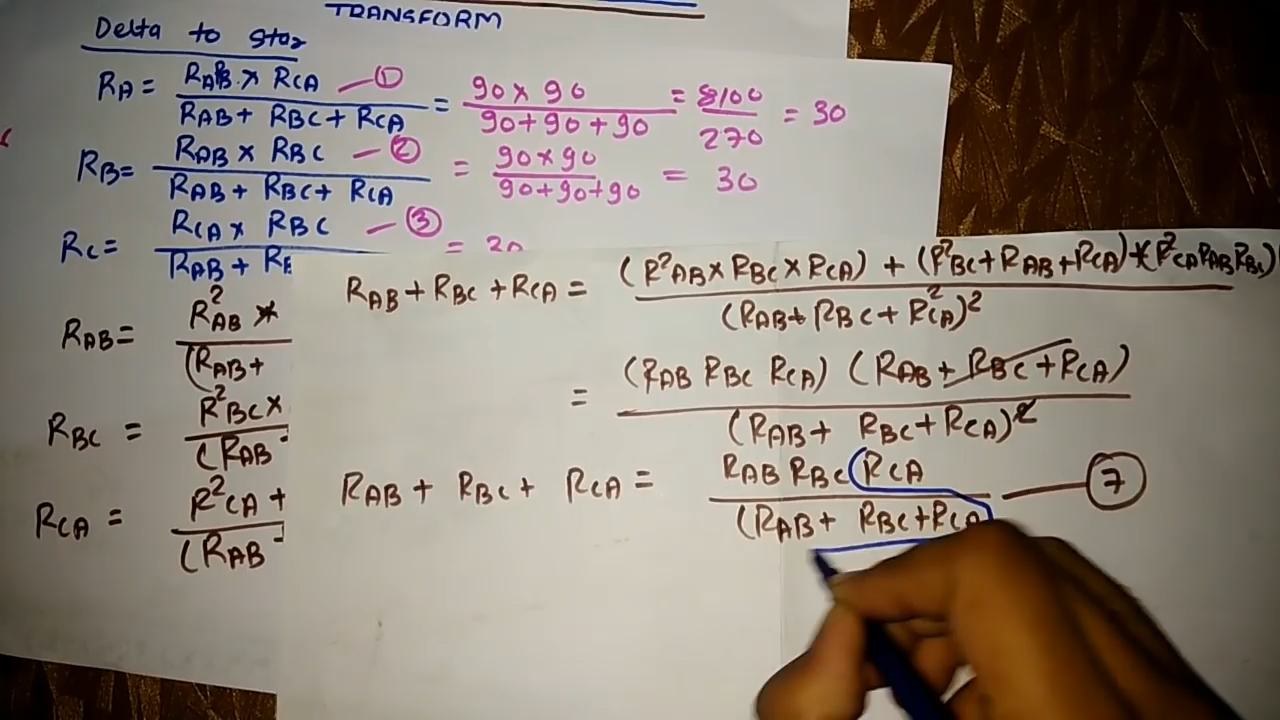 TRANSFORM
Delta to star
RA = RAB × RCA / RAB + RBC + RCA — ① = 90 × 90 / 90 + 90 + 90 = 8100 / 270 = 30
RB = RAB × RBC / RAB + RBC + RCA — ② = 90 × 90 / 90 + 90 + 90 = 30
RC = RCA × RBC / RAB + RB — ③ = 30
RAB = R²AB × / (RAB +
RBC = R²BC × / (RAB +
RCA = R²CA + / (RAB +
RAB + RBC + RCA = (R²AB × RBC × RCA) + (R²BC + RAB + RCA) + (R²CA RAB RBC) / (RAB + RBC + R²CA)²
= (RAB RBC RCA) (RAB + RBC + RCA) / (RAB + RBC + RCA)²
RAB + RBC + RCA = RAB RBC RCA / (RAB + RBC + RCA — ⑦